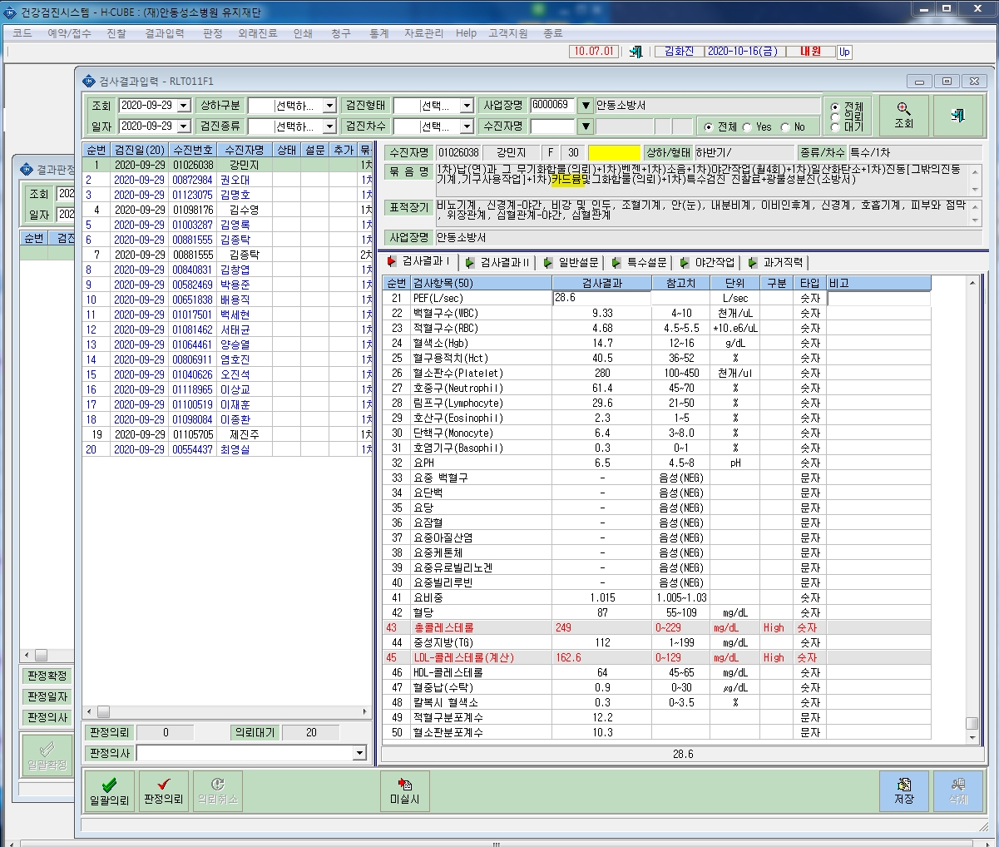 건강검진시스템 - H-CUBE : (재)안동성소병원 유지재단
코드 예약/접수 진찰 결과입력 판정 외래진료 인쇄 청구 통계 자료관리 Help 고객지원 종료
10.07.01 김화진 2020-10-16(금) 내원 Up
검사결과입력 - RLT011F1
조회 2020-09-29 상하구분 선택하... 검진형태 선택... 사업장명 G000069 안동소방서
일자 2020-09-29 검진종류 선택하... 검진차수 선택... 수진자명
전체 Yes No
전체
의뢰
대기
조회
결과판정
조회 202
일자 202
순번 검진
판정확정
판정일자
판정의사
일괄확정
순번 검진일(20) 수진번호 수진자명 상태 설문 추가 묶
1 2020-09-29 01026038 강민지 1차
2 2020-09-29 00872984 권오대 1차
3 2020-09-29 01123075 김명호 1차
4 2020-09-29 01098176 김수영 1차
5 2020-09-29 01003287 김영록 1차
6 2020-09-29 00881555 김종탁 1차
7 2020-09-29 00881555 김종탁 2차
8 2020-09-29 00840831 김창엽 1차
9 2020-09-29 00582469 박용준 1차
10 2020-09-29 00651838 배용직 1차
11 2020-09-29 01017501 백세현 1차
12 2020-09-29 01081462 서태균 1차
13 2020-09-29 01064461 양승열 1차
14 2020-09-29 00806911 염호진 1차
15 2020-09-29 01040626 오진석 1차
16 2020-09-29 01118965 이상교 1차
17 2020-09-29 01100519 이재훈 1차
18 2020-09-29 01098084 이종환 1차
19 2020-09-29 01105705 제진주 1차
20 2020-09-29 00554437 최영실 1차
판정의뢰 0 의뢰대기 20
판정의사
수진자명 01026038 강민지 F 30 상하/형태 하반기/ 종류/차수 특수/1차
묶 음 명 1차)납(연)과 그 무기화합물(의뢰)+1차)벤젠+1차)소음+1차)야간작업(월4회)+1차)일산화탄소+1차)진동[그밖의진동
기계,기구사용작업]+1차)카드뮴및그화합물(의뢰)+1차)특수검진 진찰료+광물성분진(소방서)
표적장기 비뇨기계, 신경계-야간, 비강 및 인두, 조혈기계, 안(눈), 내분비계, 이비인후계, 신경계, 호흡기계, 피부와 점막
, 위장관계, 심혈관계-야간, 심혈관계
사업장명 안동소방서
검사결과Ⅰ 검사결과Ⅱ 일반설문 특수설문 야간작업 과거직력
순번 검사항목(50) 검사결과 참고치 단위 구분 타입 비고
21 PEF(L/sec) 28.6 L/sec 숫자
22 백혈구수(WBC) 9.33 4~10 천개/uL 숫자
23 적혈구수(RBC) 4.68 4.5~5.5 *10.e6/uL 숫자
24 혈색소(Hgb) 14.7 12~16 g/dL 숫자
25 혈구용적치(Hct) 40.5 36~52 % 숫자
26 혈소판수(Platelet) 280 100~450 천개/ul 숫자
27 호중구(Neutrophil) 61.4 45~70 % 숫자
28 림프구(Lymphocyte) 29.6 21~50 % 숫자
29 호산구(Eosinophil) 2.3 1~5 % 숫자
30 단핵구(Monocyte) 6.4 3~8.0 % 숫자
31 호염기구(Basophil) 0.3 0~1 % 숫자
32 요PH 6.5 4.5~8 pH 숫자
33 요중 백혈구 - 음성(NEG) 문자
34 요단백 - 음성(NEG) 문자
35 요당 - 음성(NEG) 문자
36 요잠혈 - 음성(NEG) 문자
37 요중아질산염 - 음성(NEG) 문자
38 요중케톤체 - 음성(NEG) 문자
39 요중유로빌리노겐 - 음성(NEG) 문자
40 요중빌리루빈 - 음성(NEG) 문자
41 요비중 1.015 1.005~1.03 숫자
42 혈당 87 55~109 mg/dL 숫자
43 총콜레스테롤 249 0~229 mg/dL High 숫자
44 중성지방(TG) 112 1~199 mg/dL 숫자
45 LDL-콜레스테롤(계산) 162.6 0~129 mg/dL High 숫자
46 HDL-콜레스테롤 64 45~65 mg/dL 숫자
47 혈중납(수탁) 0.9 0~30 μg/dL 숫자
48 칼복시 혈색소 0.3 0~3.5 % 숫자
49 적혈구분포계수 12.2 문자
50 혈소판분포계수 10.3 문자
28.6
일괄의뢰 판정의뢰 의뢰취소 미실시 저장 삭제